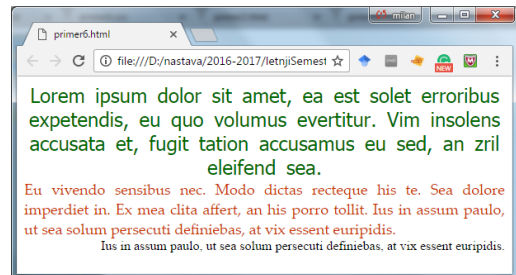 milan
primer6.html
file:///D:/nastava/2016-2017/letnjiSemest
NEW
Lorem ipsum dolor sit amet, ea est solet erroribus
expetendis, eu quo volumus evertitur. Vim insolens
accusata et, fugit tation accusamus eu sed, an zril
eleifend sea.
Eu vivendo sensibus nec. Modo dictas recteque his te. Sea dolore
imperdiet in. Ex mea clita affert, an his porro tollit. Ius in assum paulo,
ut sea solum persecuti definiebas, at vix essent euripidis.
Ius in assum paulo, ut sea solum persecuti definiebas, at vix essent euripidis.